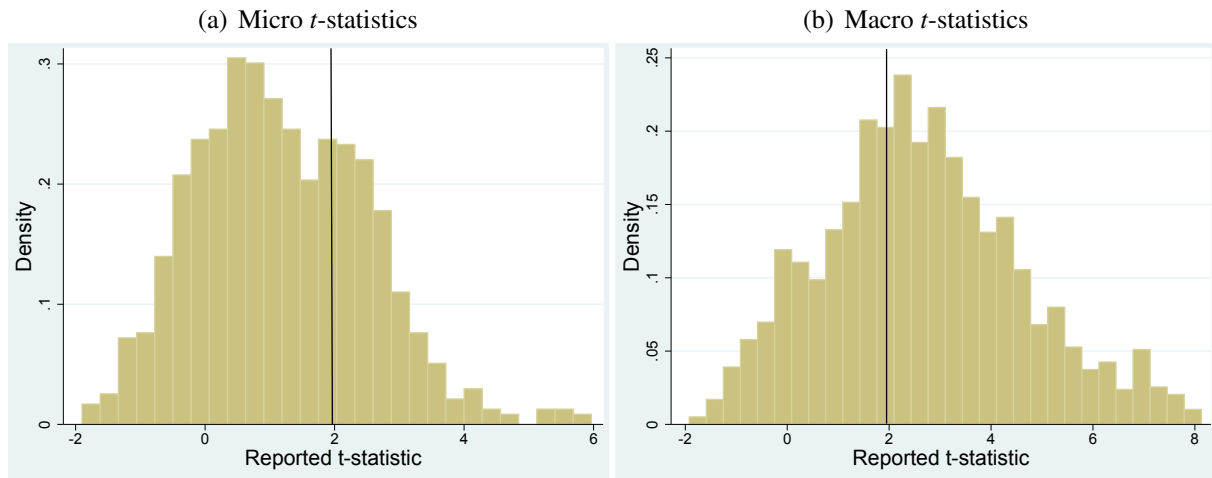 (a) Micro t-statistics
.3
.2
.1
0
Density
-2 0 2 4 6
Reported t-statistic
(b) Macro t-statistics
.25
.2
.15
.1
.05
0
Density
-2 0 2 4 6 8
Reported t-statistic